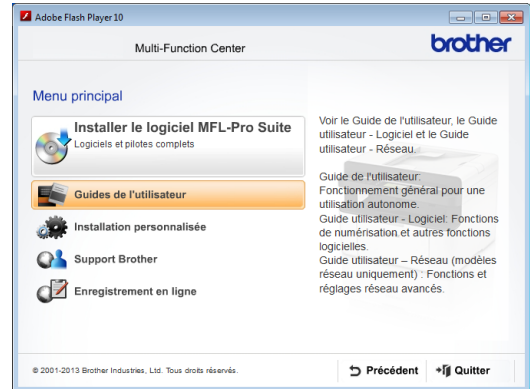 Adobe Flash Player 10
Multi-Function Center
brother
Menu principal
Installer le logiciel MFL-Pro Suite
Logiciels et pilotes complets
Guides de l'utilisateur
Installation personnalisée
Support Brother
Enregistrement en ligne
Voir le Guide de l'utilisateur, le Guide
utilisateur - Logiciel et le Guide
utilisateur - Réseau.
Guide de l'utilisateur:
Fonctionnement général pour une
utilisation autonome.
Guide utilisateur - Logiciel: Fonctions
de numérisation et autres fonctions
logicielles.
Guide utilisateur – Réseau (modèles
réseau uniquement) : Fonctions et
réglages réseau avancés.
© 2001-2013 Brother Industries, Ltd. Tous droits réservés.
Précédent
Quitter